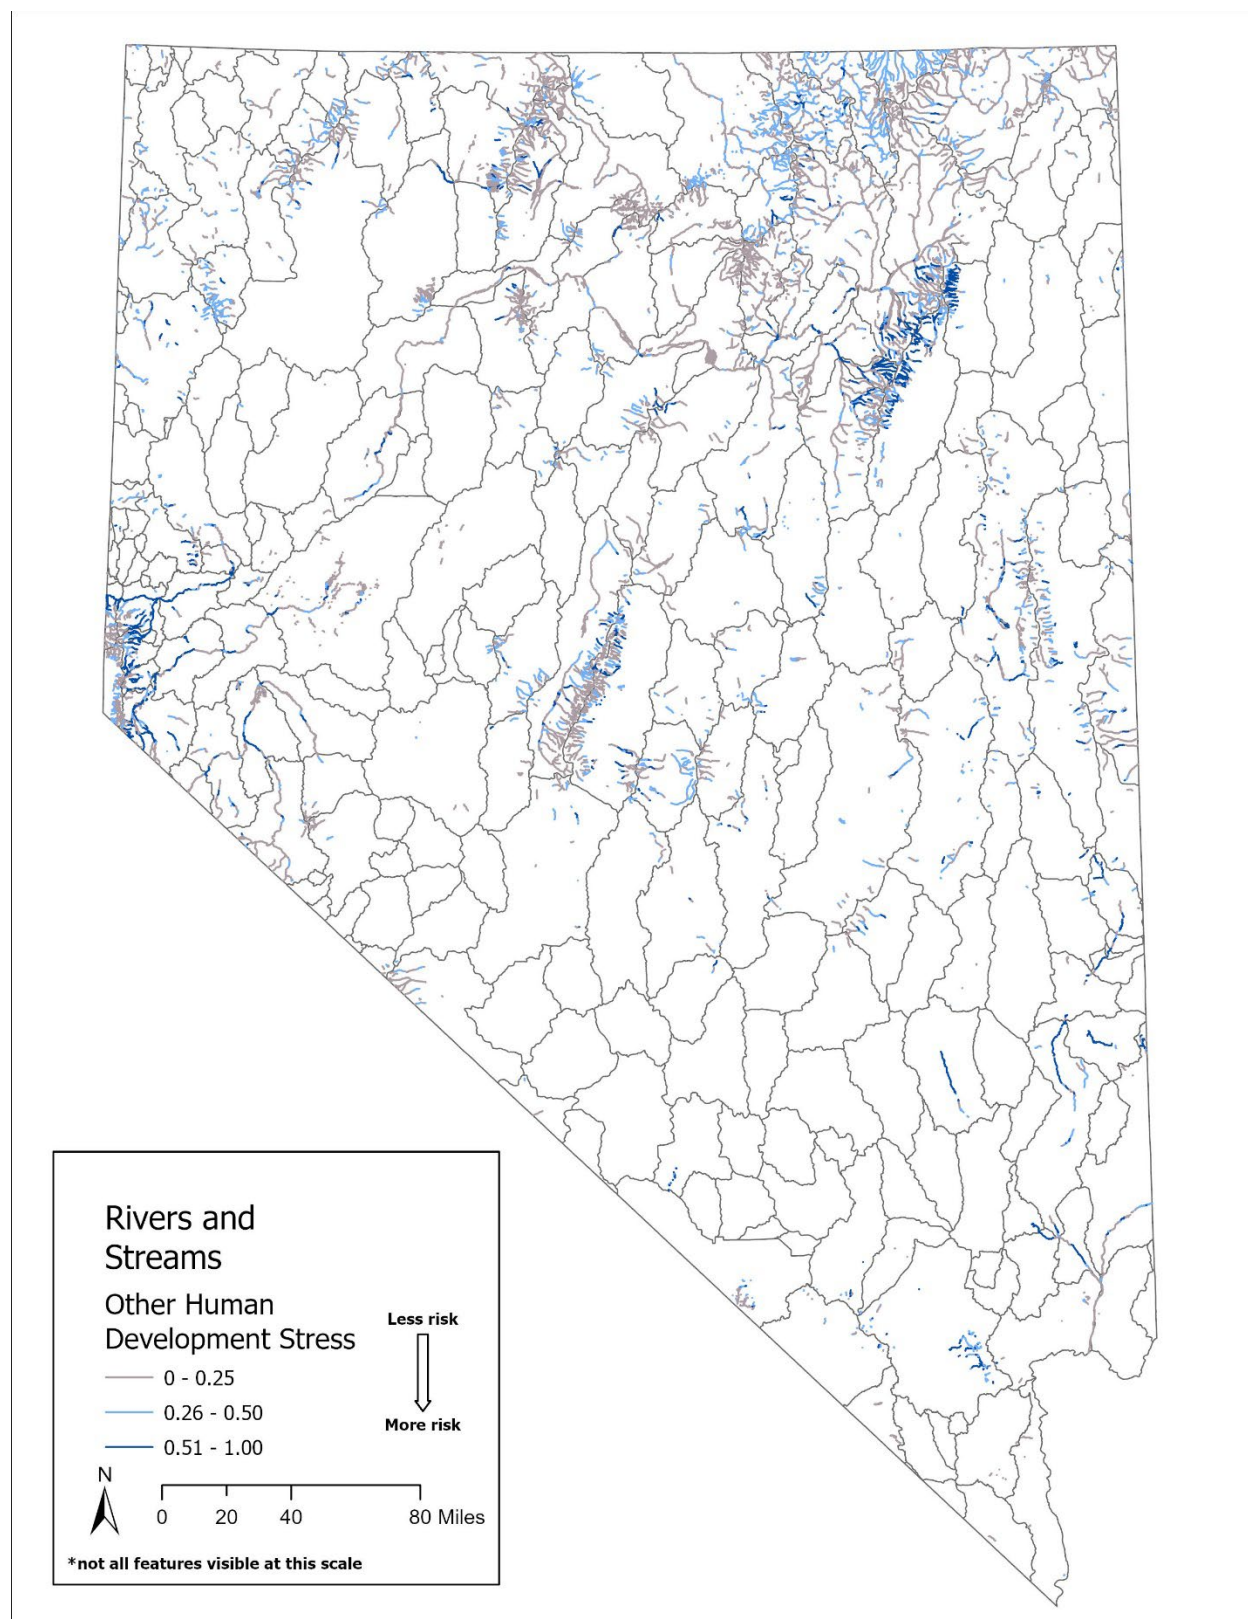 Rivers and
Streams
Other Human
Development Stress
Less risk
0 - 0.25
0.26 - 0.50
More risk
0.51 - 1.00
N
0 20 40 80 Miles
*not all features visible at this scale